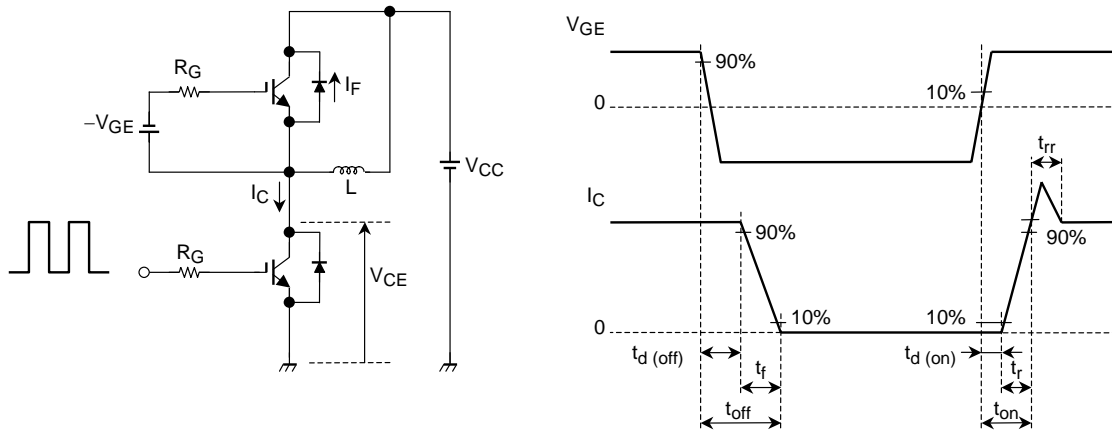 R_G
I_F
−V_GE
V_CC
L
I_C
R_G
V_CE
V_GE
90%
10%
0
t_rr
I_C
90%
90%
10%
10%
0
t_d (off)
t_d (on)
t_f
t_r
t_off
t_on